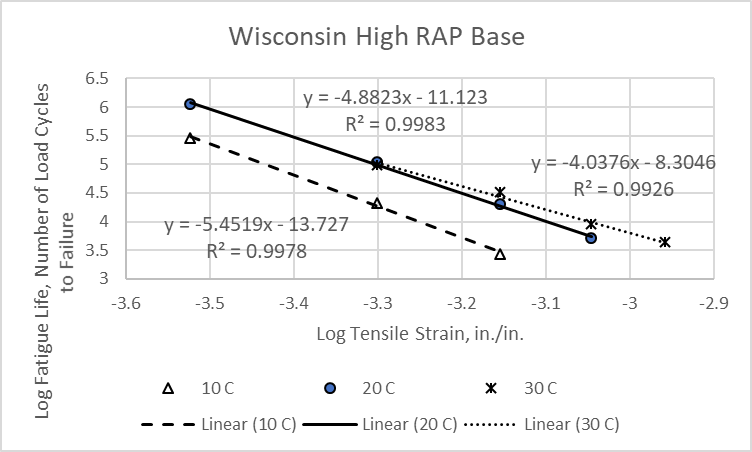 Wisconsin High RAP Base
Log Fatigue Life, Number of Load Cycles
to Failure
6.5
6
5.5
5
4.5
4
3.5
3
y = -4.8823x - 11.123
R² = 0.9983
y = -4.0376x - 8.3046
R² = 0.9926
y = -5.4519x - 13.727
R² = 0.9978
-3.6 -3.5 -3.4 -3.3 -3.2 -3.1 -3 -2.9
Log Tensile Strain, in./in.
10 C 20 C 30 C
Linear (10 C) Linear (20 C) Linear (30 C)